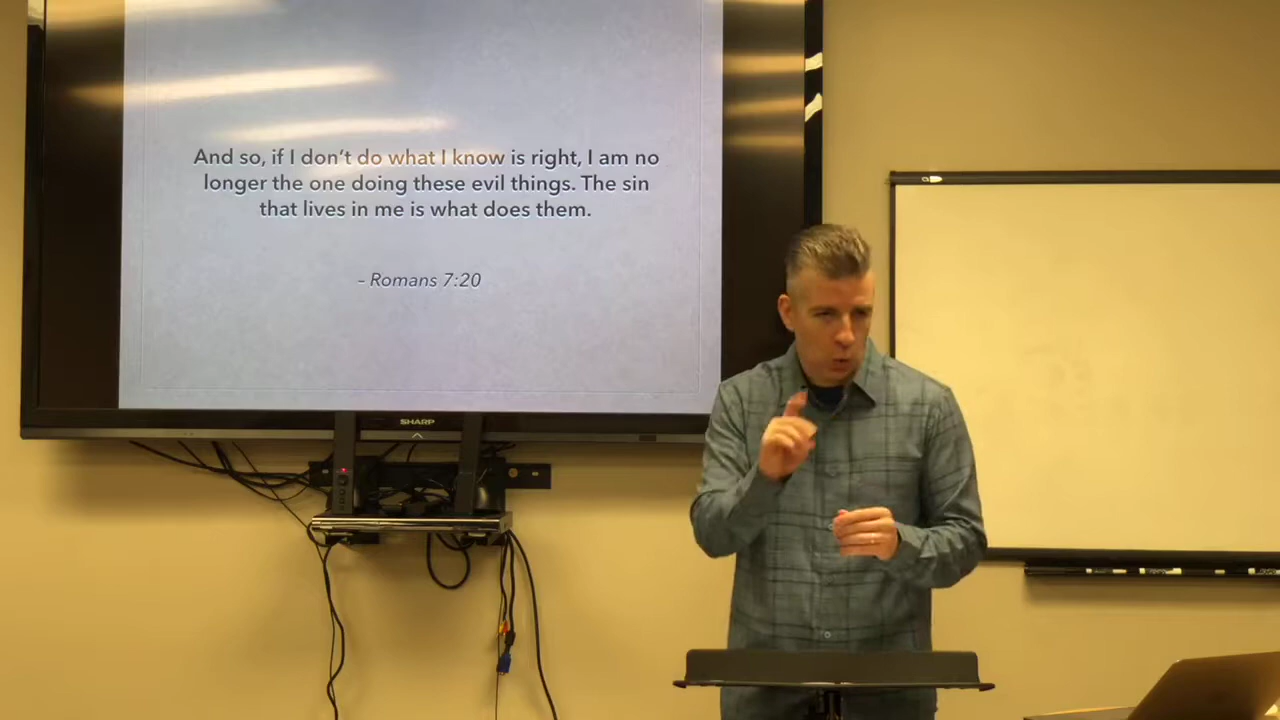 And so, if I don't do what I know is right, I am no
longer the one doing these evil things. The sin
that lives in me is what does them.
– Romans 7:20
SHARP